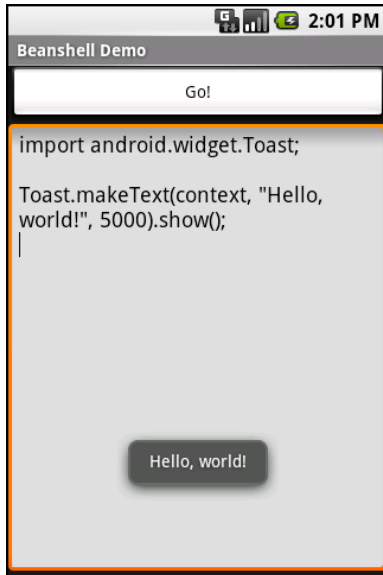 G 2:01 PM
Beanshell Demo
Go!
import android.widget.Toast;
Toast.makeText(context, "Hello,
world!", 5000).show();
Hello, world!